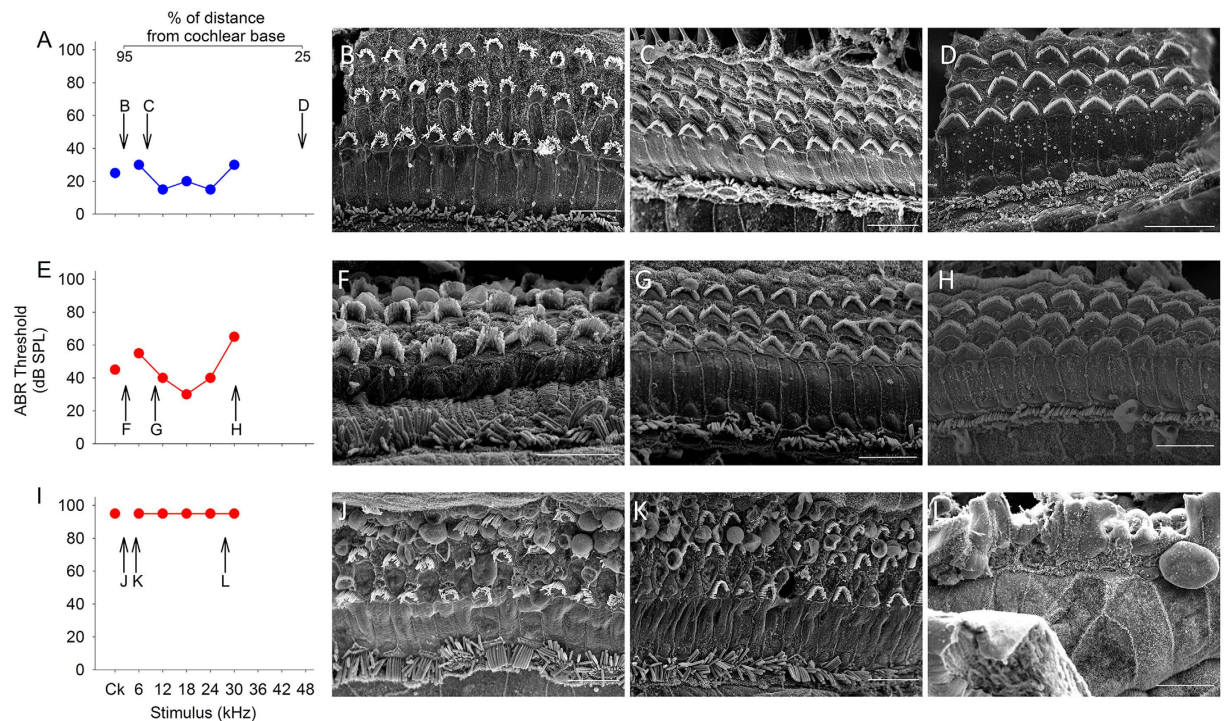 % of distance
from cochlear base
95 25
A
100
80
60
40
20
0
B C D
B
C
D
E
100
80
60
40
20
0
F G H
F
G
H
ABR Threshold
(dB SPL)
I
100
80
60
40
20
0
J K L
J
K
L
Ck 6 12 18 24 30 36 42 48
Stimulus (kHz)